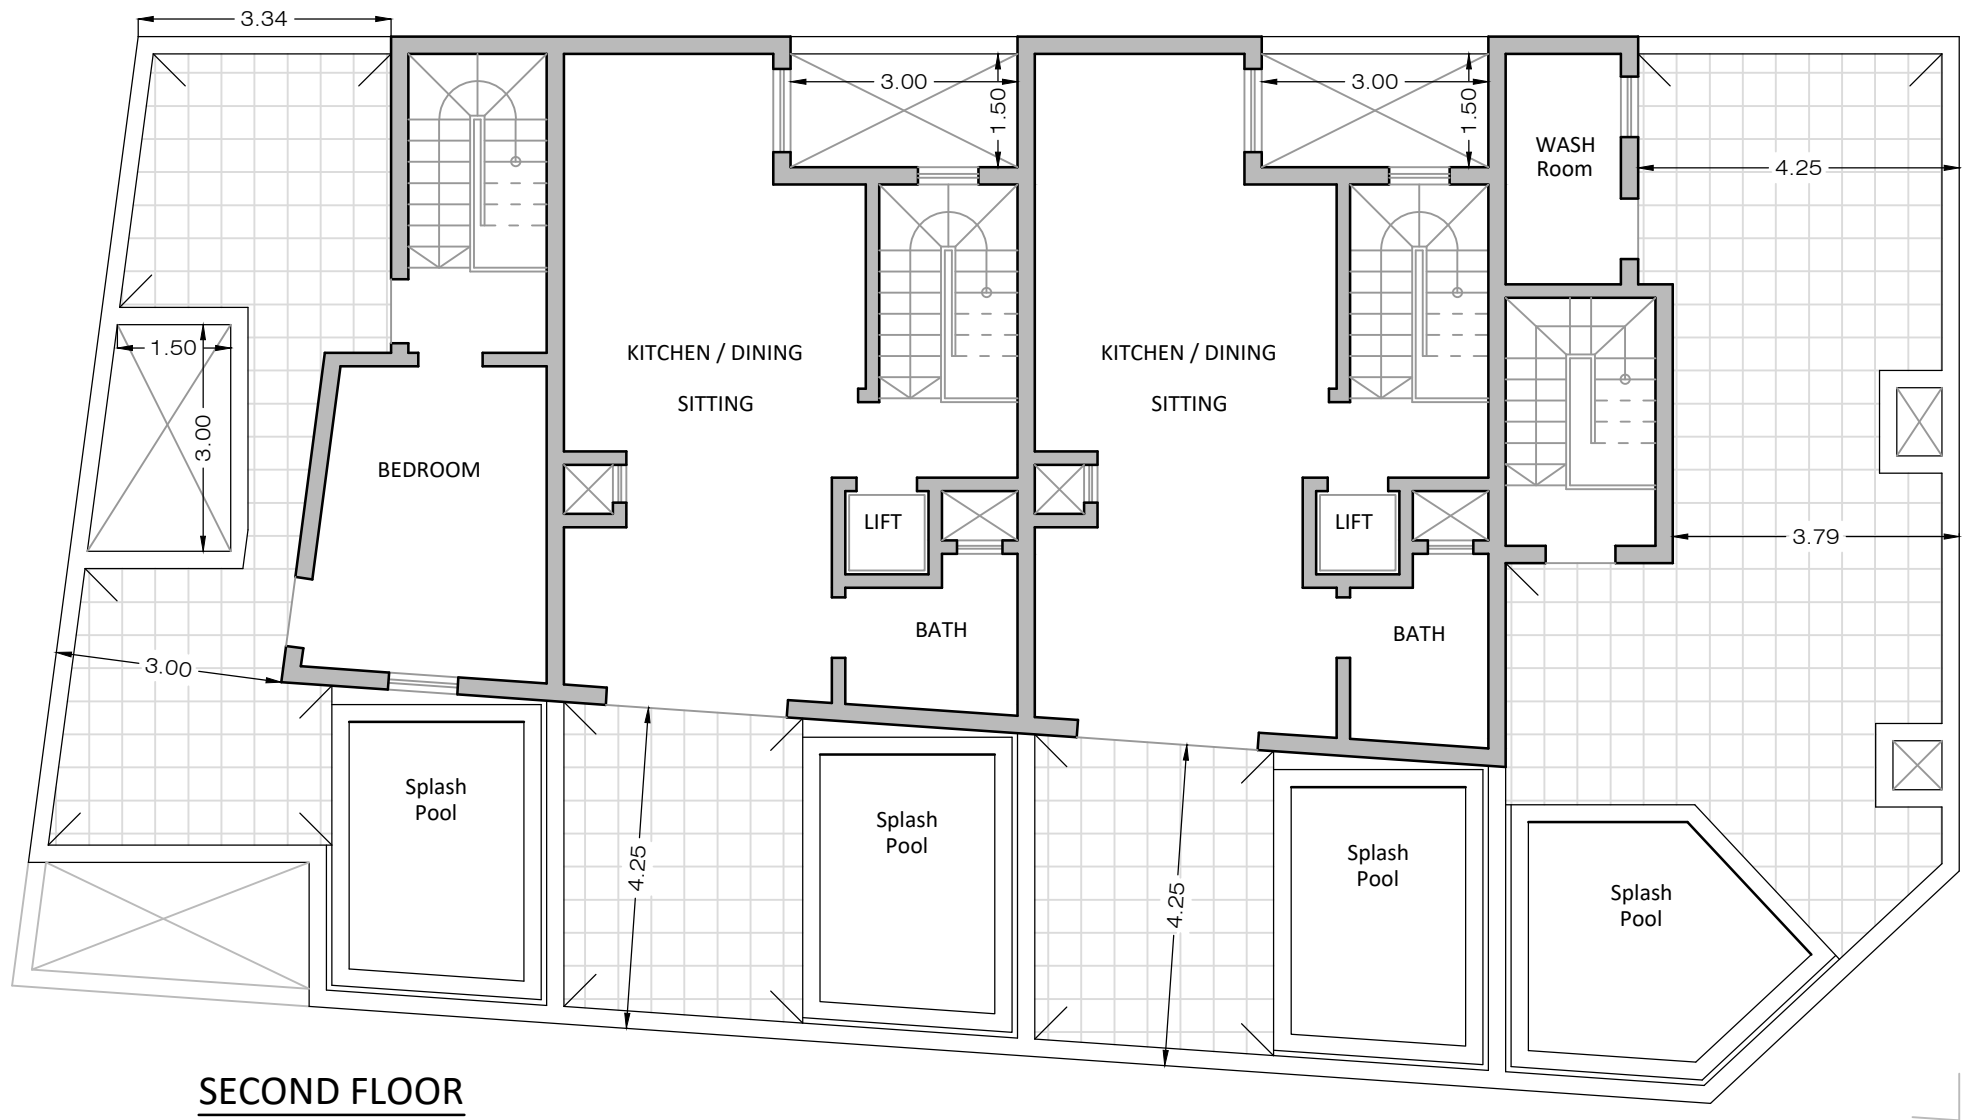 3.34
3.00
1.50
3.00
1.50
WASH
Room
4.25
1.50
3.00
KITCHEN / DINING
SITTING
KITCHEN / DINING
SITTING
BEDROOM
LIFT
LIFT
3.79
BATH
BATH
3.00
Splash
Pool
Splash
Pool
Splash
Pool
Splash
Pool
4.25
4.25
SECOND FLOOR